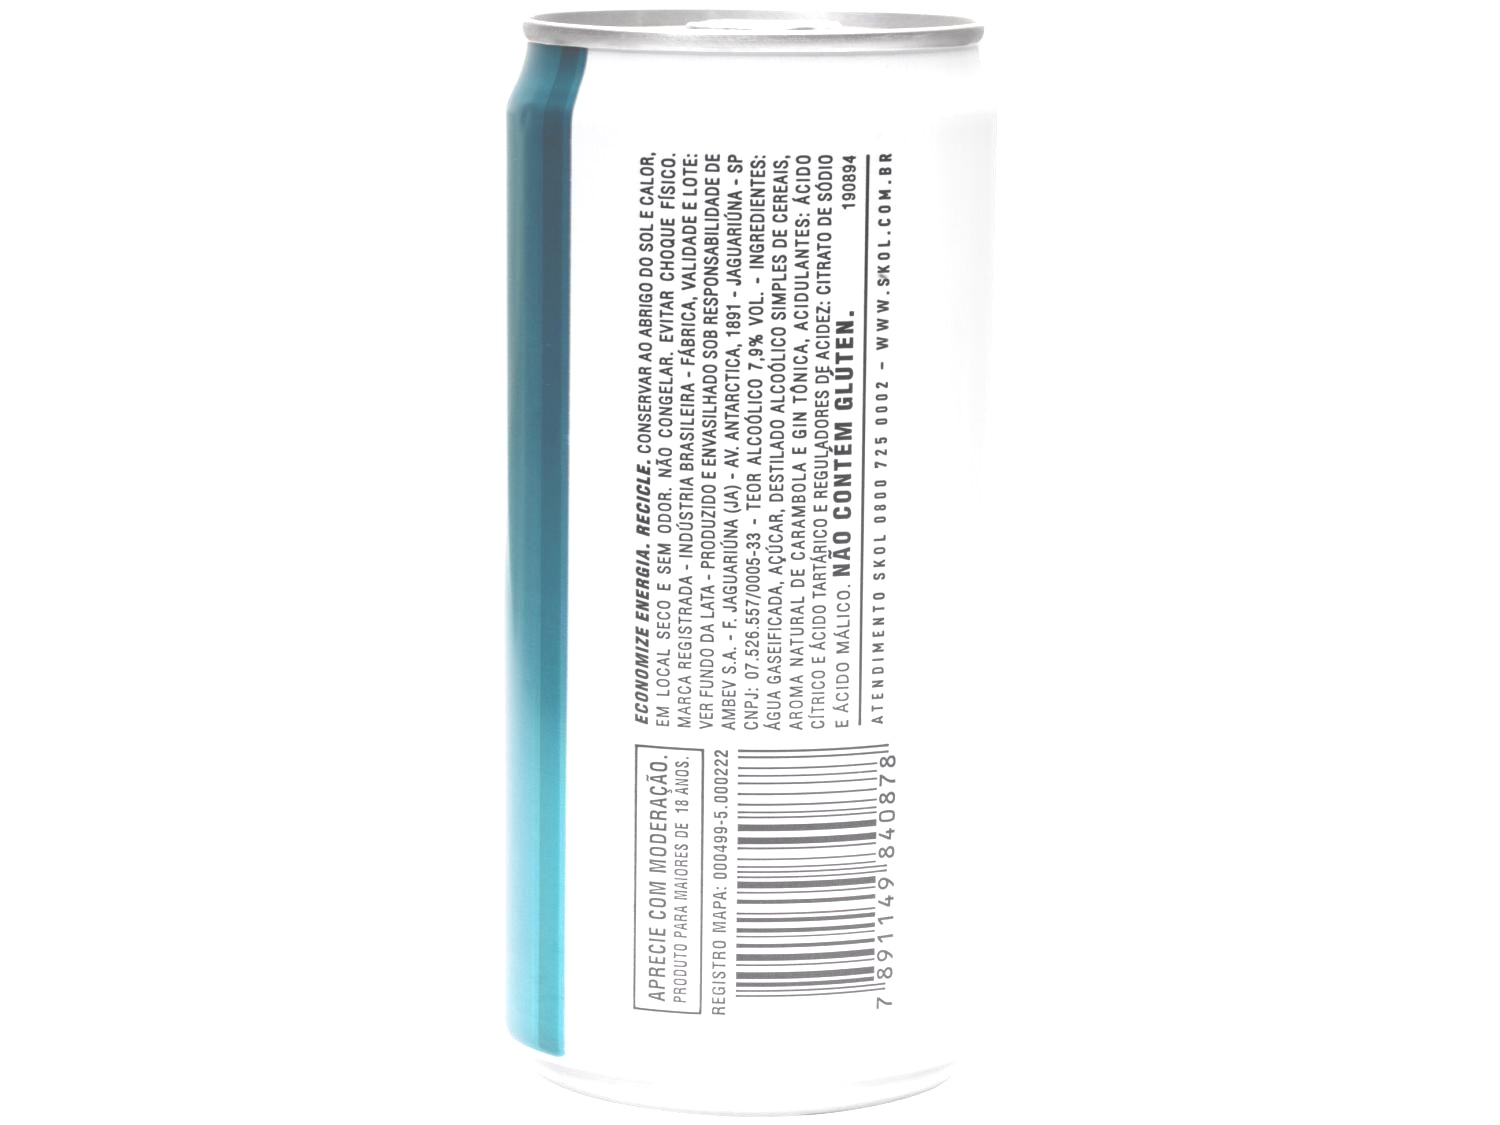 ECONOMIZE ENERGIA. RECICLE. CONSERVAR AO ABRIGO DO SOL E CALOR,
EM LOCAL SECO E SEM ODOR. NÃO CONGELAR. EVITAR CHOQUE FÍSICO.
MARCA REGISTRADA - INDÚSTRIA BRASILEIRA - FÁBRICA, VALIDADE E LOTE:
VER FUNDO DA LATA - PRODUZIDO E ENVASILHADO SOB RESPONSABILIDADE DE
AMBEV S.A. - F. JAGUARIÚNA (JA) - AV. ANTARCTICA, 1891 - JAGUARIÚNA - SP
CNPJ: 07.526.557/0005-33 - TEOR ALCOÓLICO 7,9% VOL. - INGREDIENTES:
ÁGUA GASEIFICADA, AÇÚCAR, DESTILADO ALCOÓLICO SIMPLES DE CEREAIS,
AROMA NATURAL DE CARAMBOLA E GIN TÔNICA, ACIDULANTES: ÁCIDO
CÍTRICO E ÁCIDO TARTÁRICO E REGULADORES DE ACIDEZ: CITRATO DE SÓDIO
E ÁCIDO MÁLICO. NÃO CONTÉM GLÚTEN. 190894
ATENDIMENTO SKOL 0800 725 0002 - WWW.SKOL.COM.BR
APRECIE COM MODERAÇÃO.
PRODUTO PARA MAIORES DE 18 ANOS.
REGISTRO MAPA: 000499-5.000222
7 891149 840878